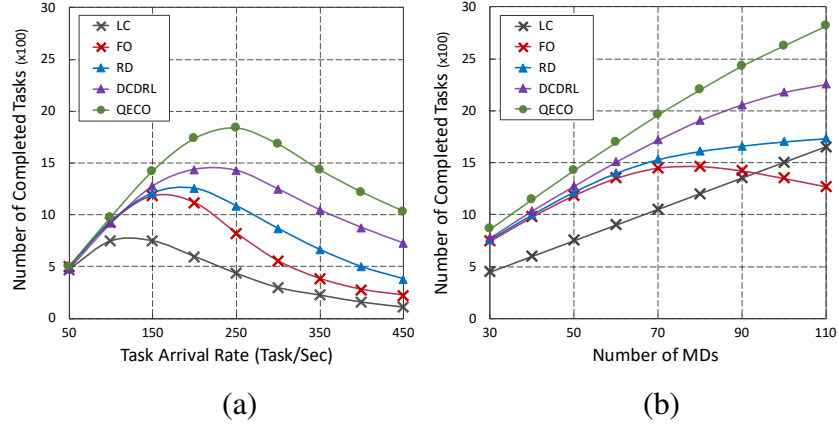 Number of Completed Tasks (x100)
30
25
20
15
10
5
0
LC
FO
RD
DCDRL
QECO
50
150
250
350
450
Task Arrival Rate (Task/Sec)
(a)
Number of Completed Tasks (x100)
30
25
20
15
10
5
0
LC
FO
RD
DCDRL
QECO
30
50
70
90
110
Number of MDs
(b)